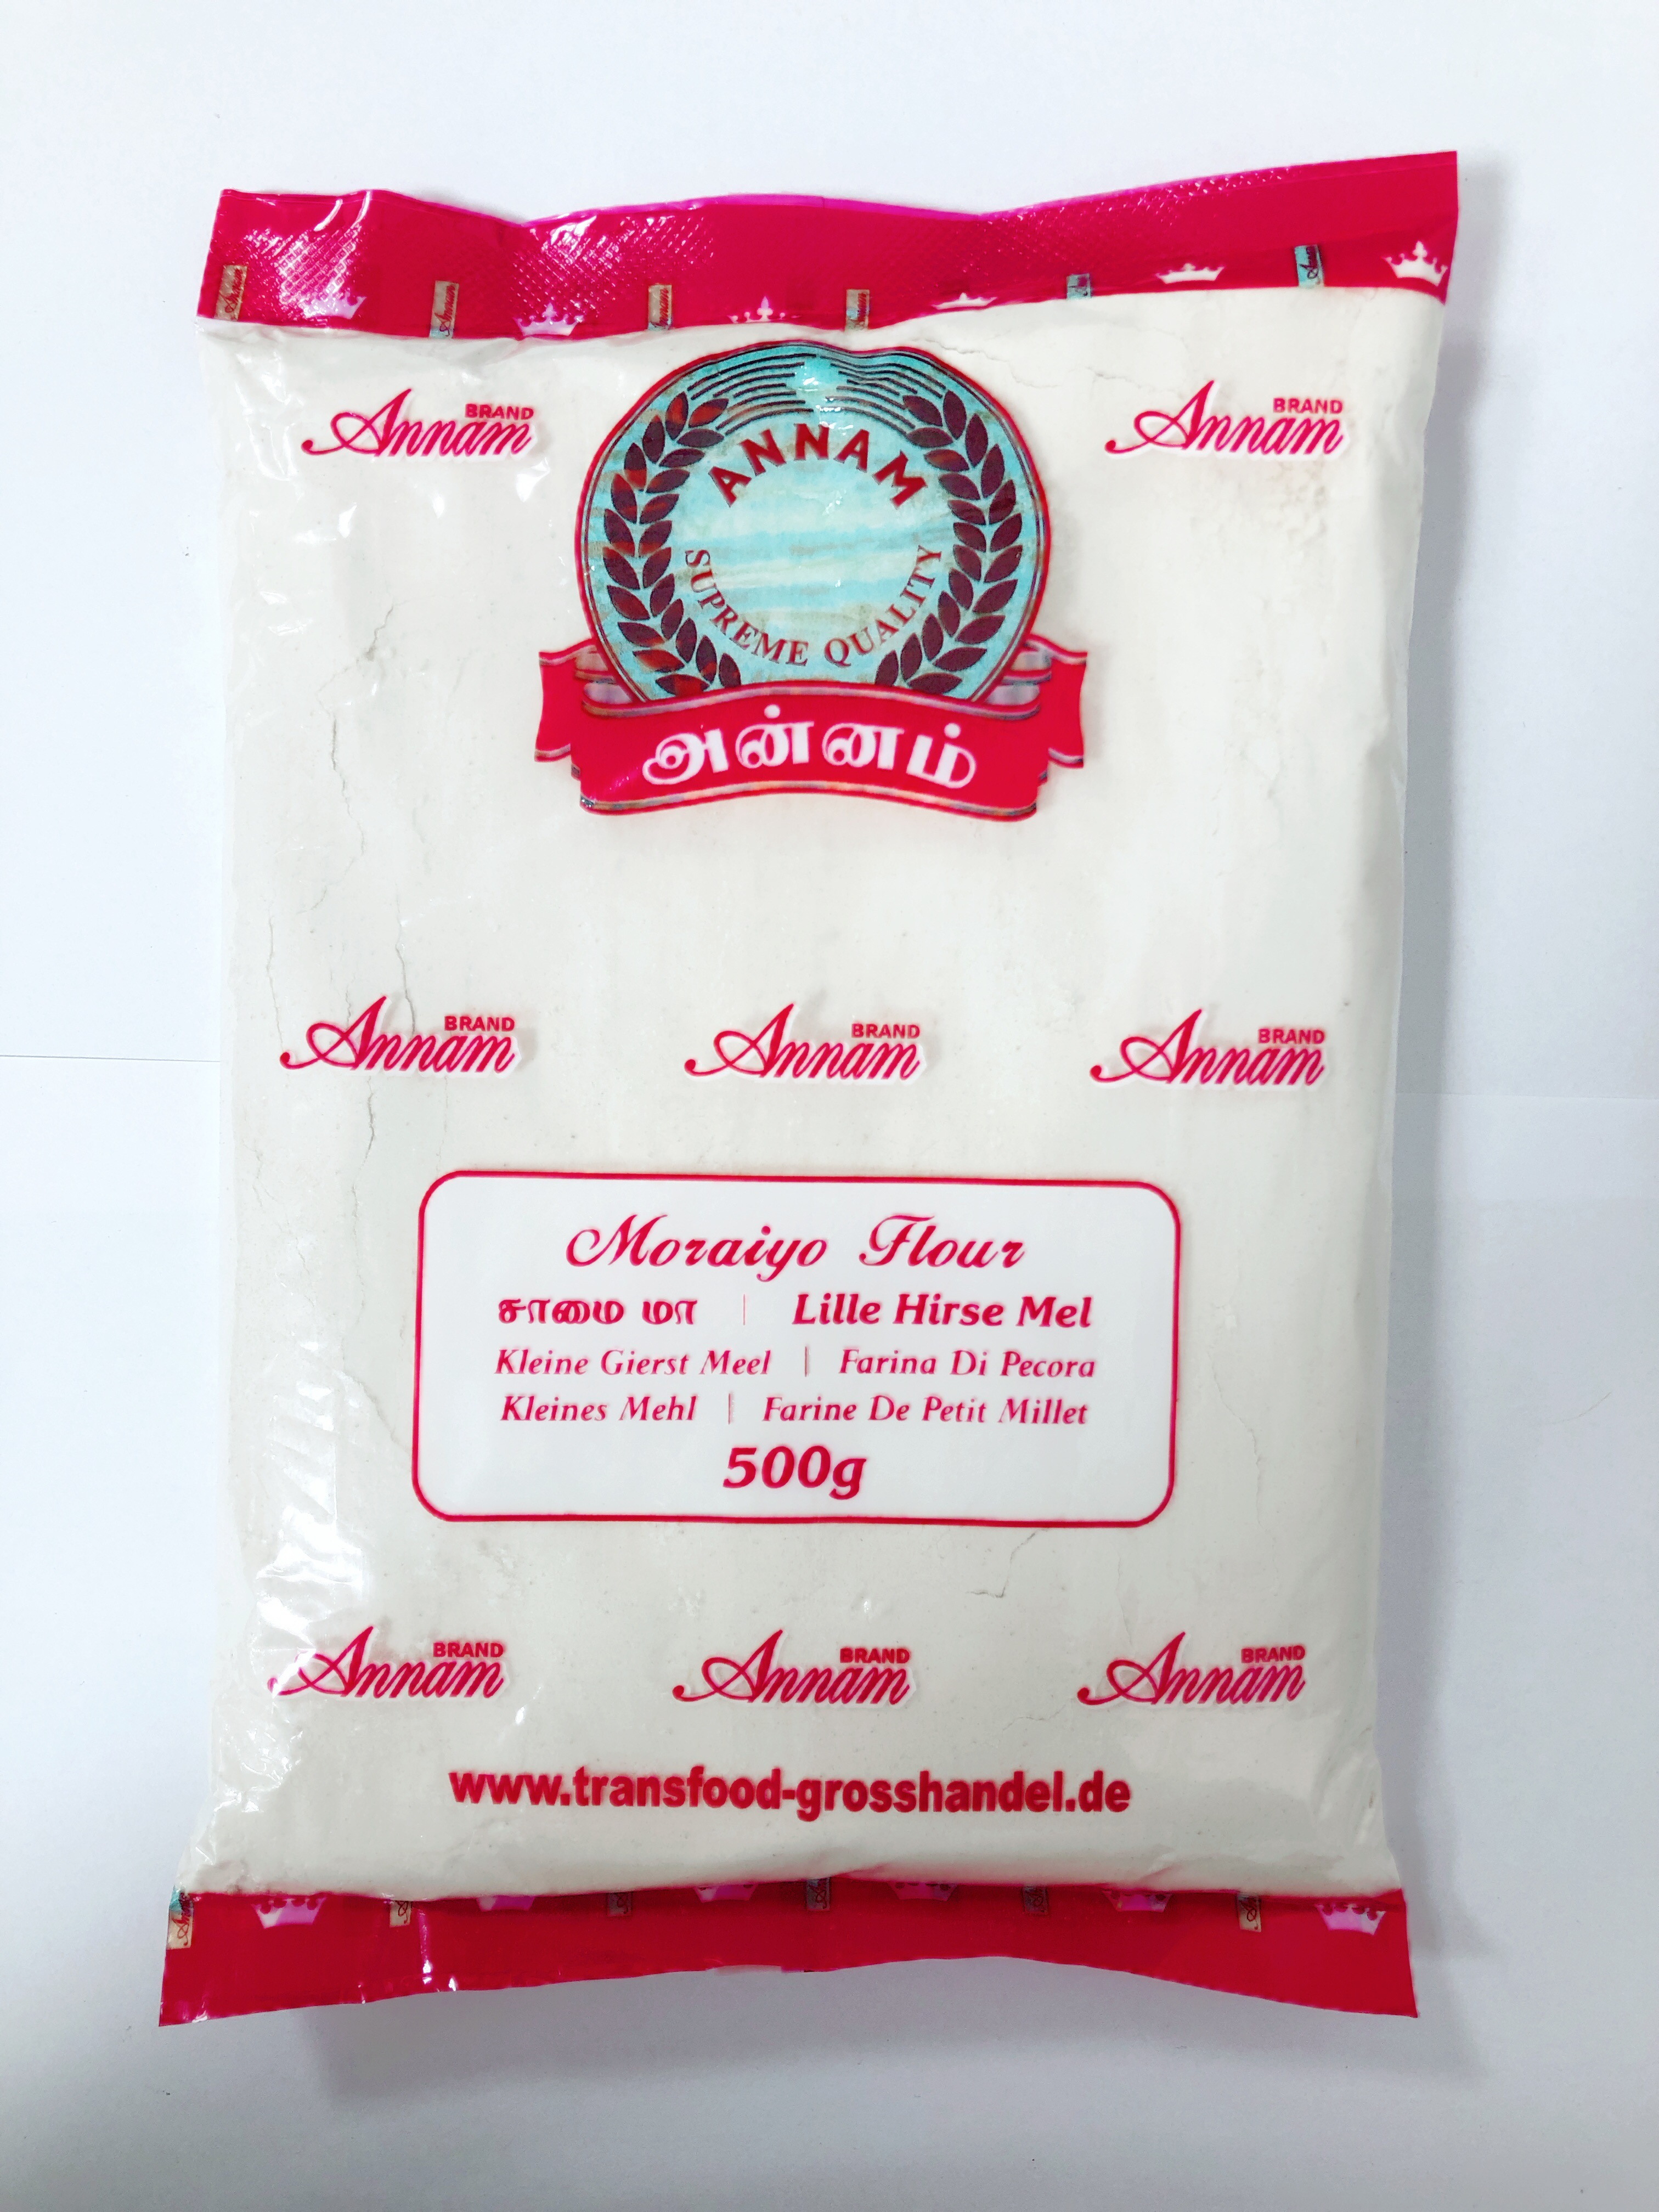 Annam BRAND
ANNAM
Annam BRAND
SUPREME QUALITY
அன்னம்
Annam BRAND
Annam BRAND
Annam BRAND
Moraiyo Flour
சாமை மா | Lille Hirse Mel
Kleine Gierst Meel | Farina Di Pecora
Kleines Mehl | Farine De Petit Millet
500g
Annam BRAND
Annam BRAND
Annam BRAND
www.transfood-grosshandel.de